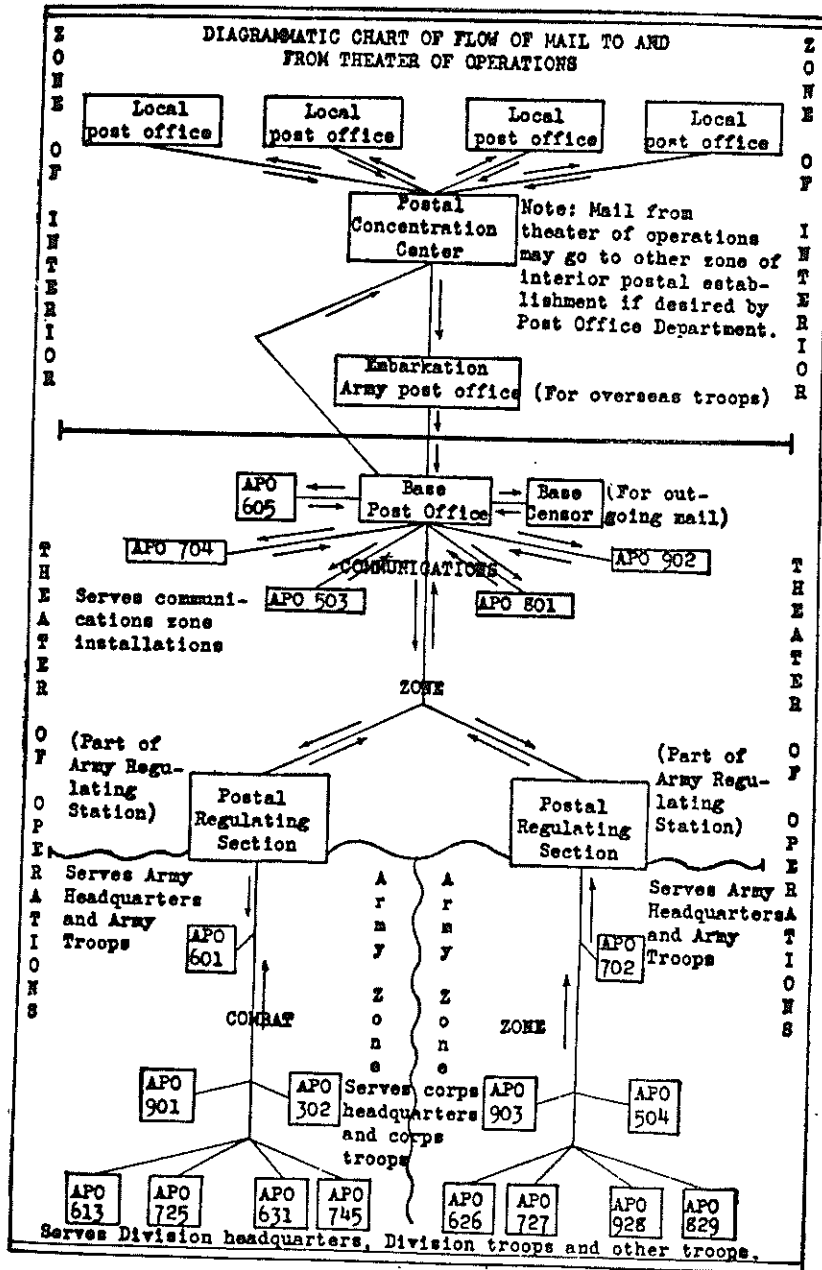 DIAGRAMMATIC CHART OF FLOW OF MAIL TO AND
FROM THEATER OF OPERATIONS
ZONE OF INTERIOR
ZONE OF INTERIOR
Local
post office
Local
post office
Local
post office
Local
post office
Postal
Concentration
Center
Note: Mail from
theater of operations
may go to other zone of
interior postal estab-
lishment if desired by
Post Office Department.
Embarkation
Army post office
(For overseas troops)
THEATER OF OPERATIONS
THEATER OF OPERATIONS
APO
605
Base
Post Office
Base
Censor
(For out-
going mail)
APO 704
COMMUNICATIONS
APO 902
APO 503
APO 801
Serves communi-
cations zone
installations
ZONE
(Part of
Army Regu-
lating
Station)
Postal
Regulating
Section
Postal
Regulating
Section
(Part of
Army Regu-
lating
Station)
Serves Army
Headquarters
and Army
Troops
APO
601
Army Zone
Army Zone
Serves Army
Headquarters
and Army
Troops
APO
702
COMBAT
ZONE
APO
901
APO
302
Serves corps
headquarters
and corps
troops
APO
903
APO
504
APO
613
APO
725
APO
631
APO
745
APO
626
APO
727
APO
928
APO
829
Serves Division headquarters, Division troops and other troops.